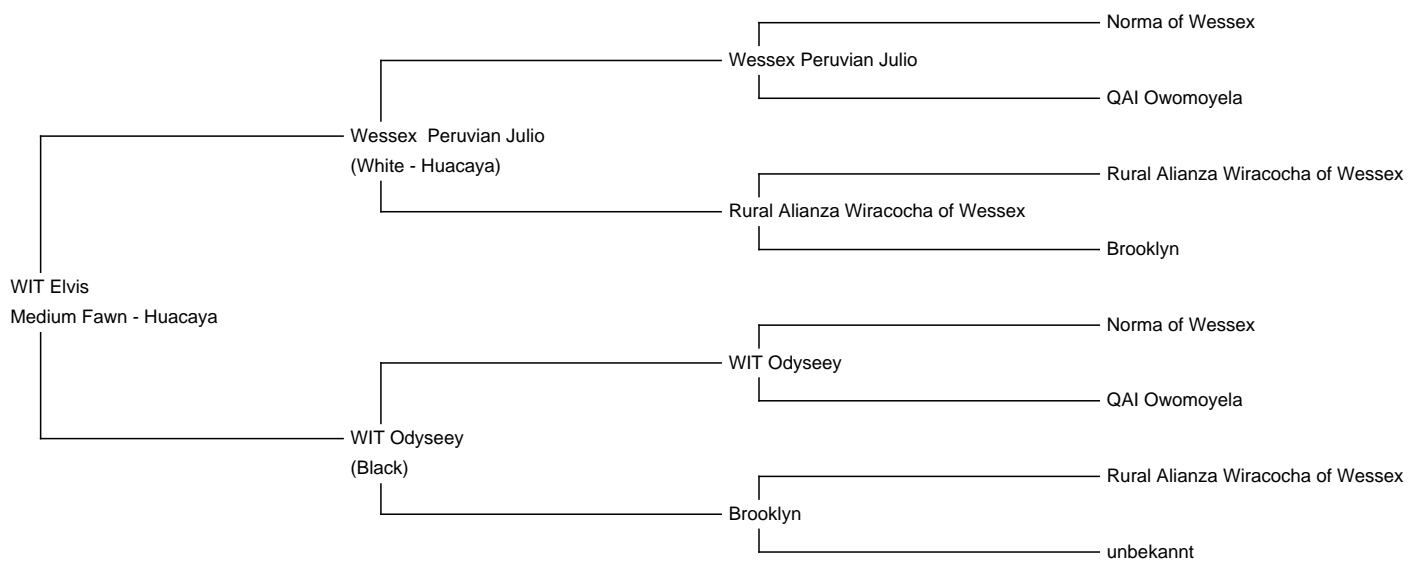 Norma of Wessex
Wessex Peruvian Julio
QAI Owomoyela
Wessex  Peruvian Julio
(White - Huacaya)
Rural Alianza Wiracocha of Wessex
Rural Alianza Wiracocha of Wessex
Brooklyn
WIT Elvis
Medium Fawn - Huacaya
Norma of Wessex
WIT Odyseey
QAI Owomoyela
WIT Odyseey
(Black)
Rural Alianza Wiracocha of Wessex
Brooklyn
unbekannt